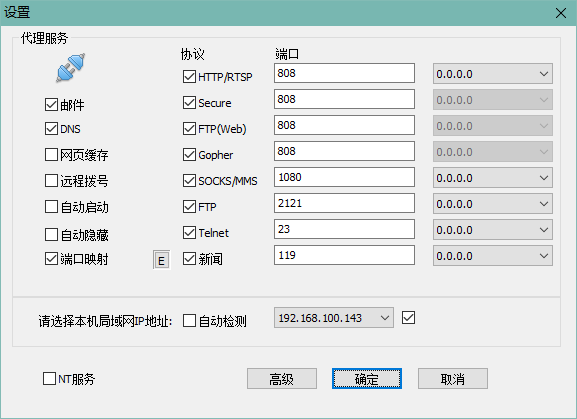 设置
代理服务
协议 端口
HTTP/RTSP 808 0.0.0.0
邮件 Secure 808 0.0.0.0
DNS FTP(Web) 808 0.0.0.0
网页缓存 Gopher 808 0.0.0.0
远程拨号 SOCKS/MMS 1080 0.0.0.0
自动启动 FTP 2121 0.0.0.0
自动隐藏 Telnet 23 0.0.0.0
端口映射 E 新闻 119 0.0.0.0
请选择本机局域网IP地址: 自动检测 192.168.100.143
NT服务 高级 确定 取消